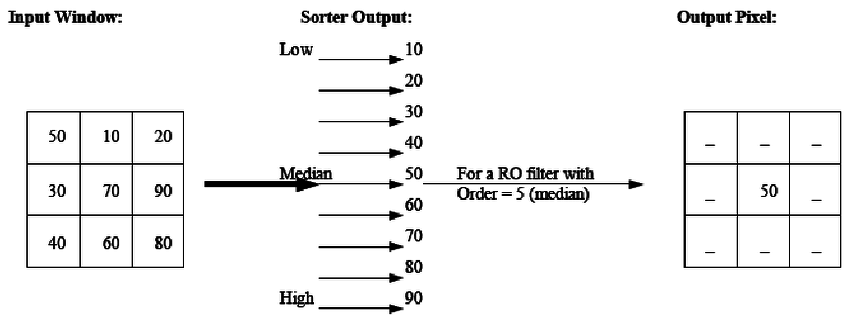 Input Window:
Sorter Output:
Output Pixel:
Low
10
20
30
40
Median
50
60
70
80
High
90
50 10 20
30 70 90
40 60 80
For a RO filter with
Order = 5 (median)
_ _ _
_ 50 _
_ _ _